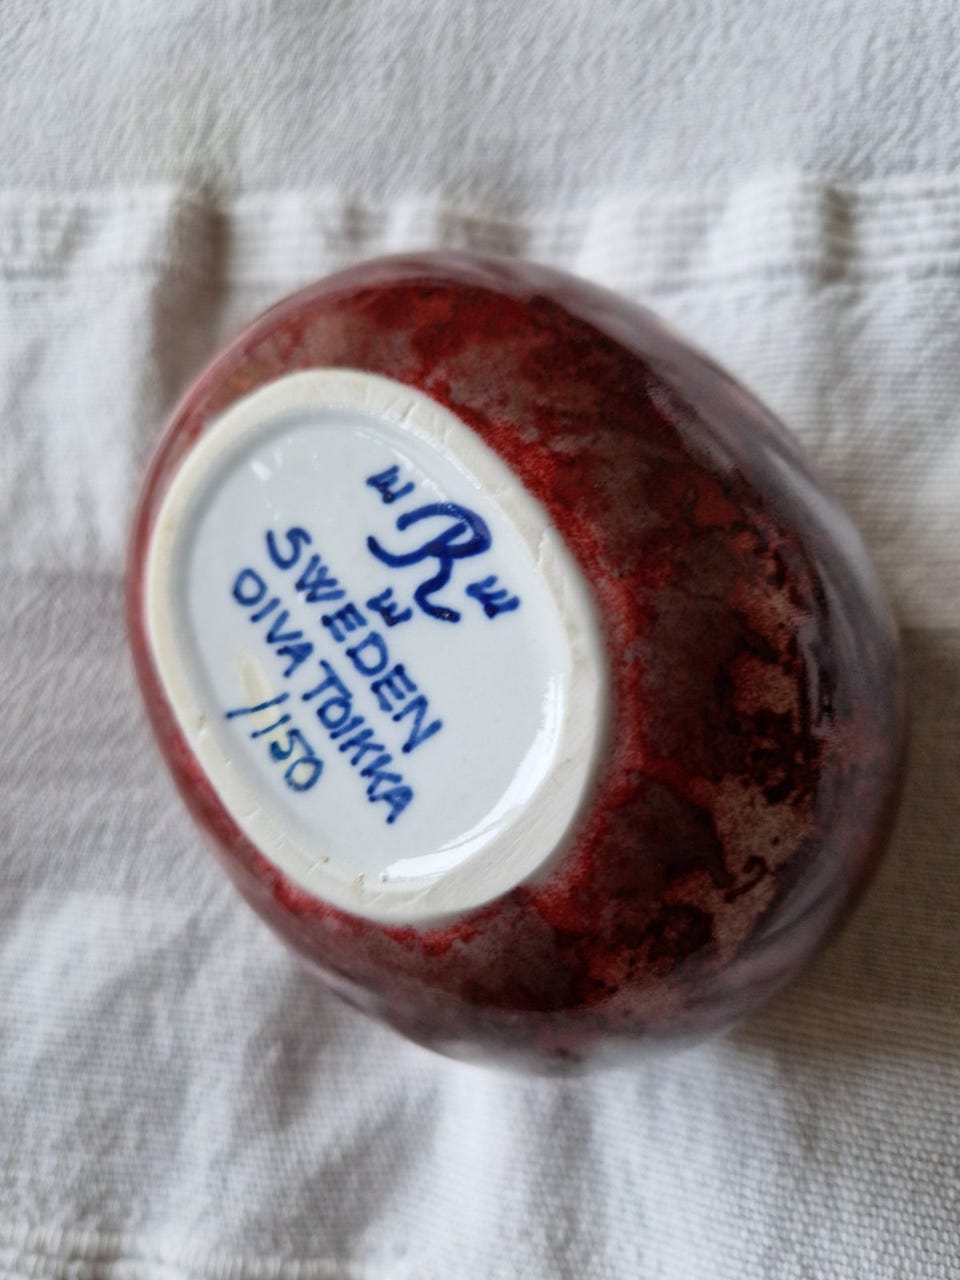 R
SWEDEN
OIVA TOIKKA
/150